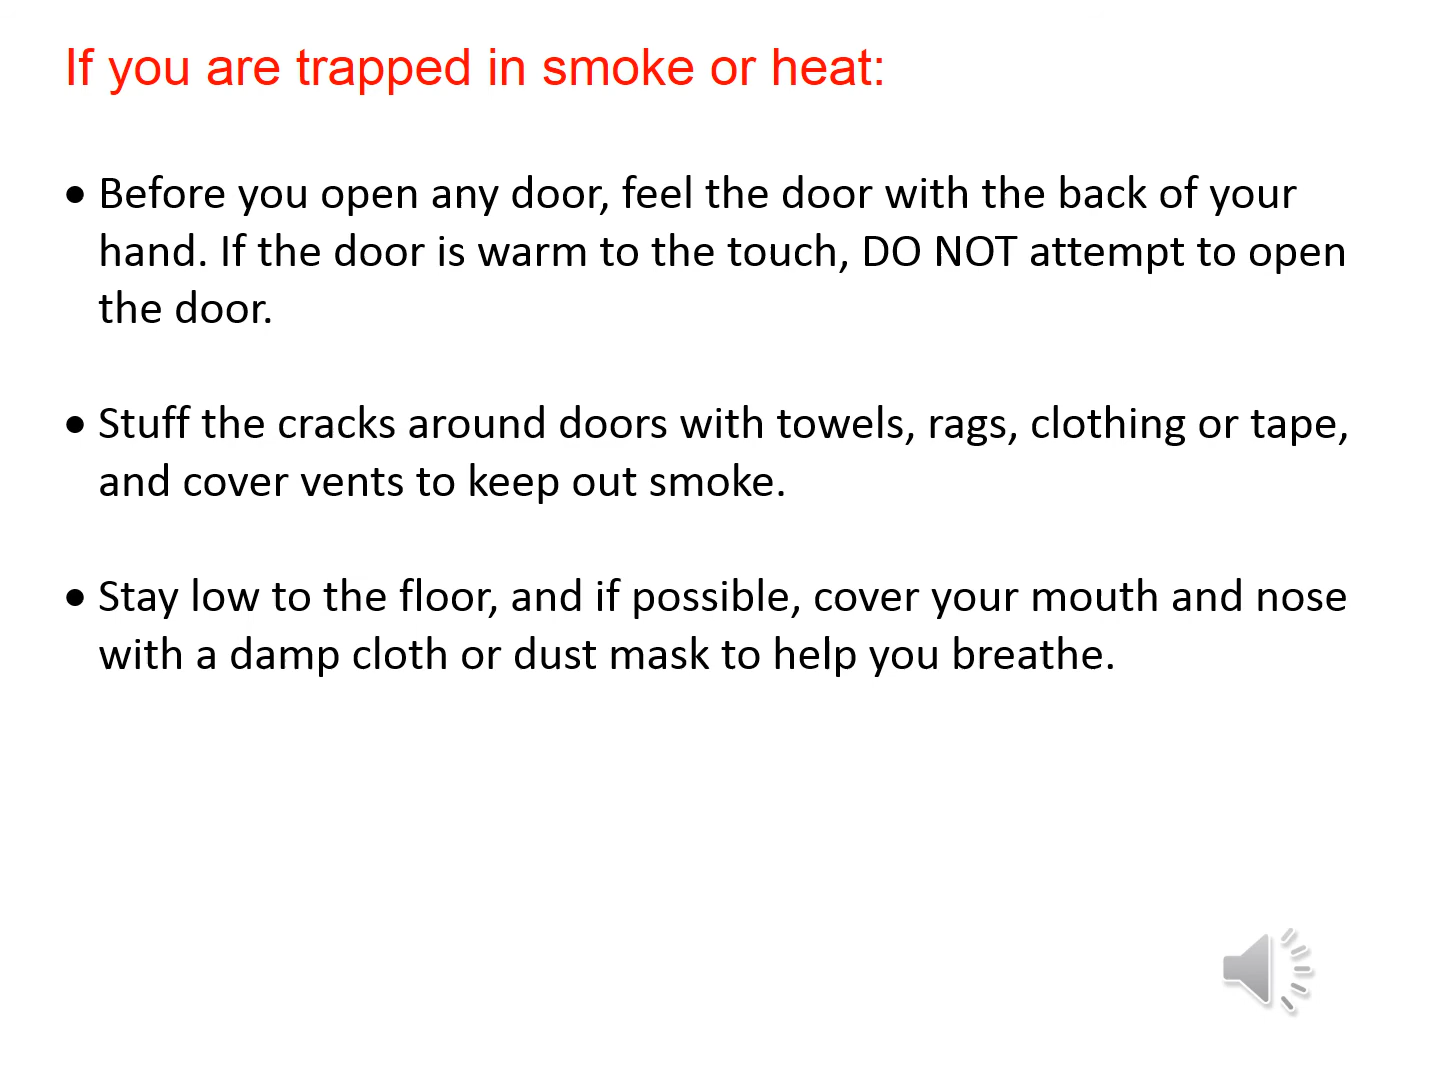 If you are trapped in smoke or heat:
• Before you open any door, feel the door with the back of your
hand. If the door is warm to the touch, DO NOT attempt to open
the door.
• Stuff the cracks around doors with towels, rags, clothing or tape,
and cover vents to keep out smoke.
• Stay low to the floor, and if possible, cover your mouth and nose
with a damp cloth or dust mask to help you breathe.